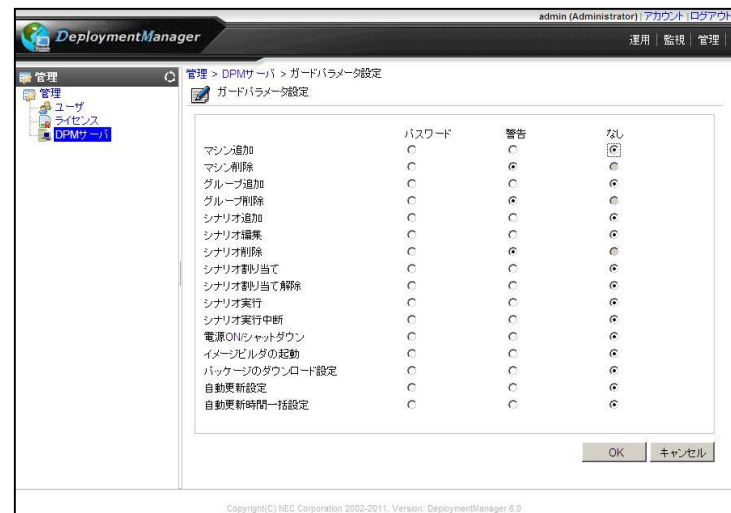 admin (Administrator) | アカウント | ログアウト
DeploymentManager
運用 | 監視 | 管理 |
管理
管理
ユーザ
ライセンス
DPMサーバ
管理 > DPMサーバ > ガードパラメータ設定
ガードパラメータ設定
パスワード 警告 なし
マシン追加
マシン削除
グループ追加
グループ削除
シナリオ追加
シナリオ編集
シナリオ削除
シナリオ割り当て
シナリオ割り当て解除
シナリオ実行
シナリオ実行中断
電源ON/シャットダウン
イメージビルダの起動
パッケージのダウンロード設定
自動更新設定
自動更新時間一括設定
OK キャンセル
Copyright(C) NEC Corporation 2002-2011. Version: DeploymentManager 6.0